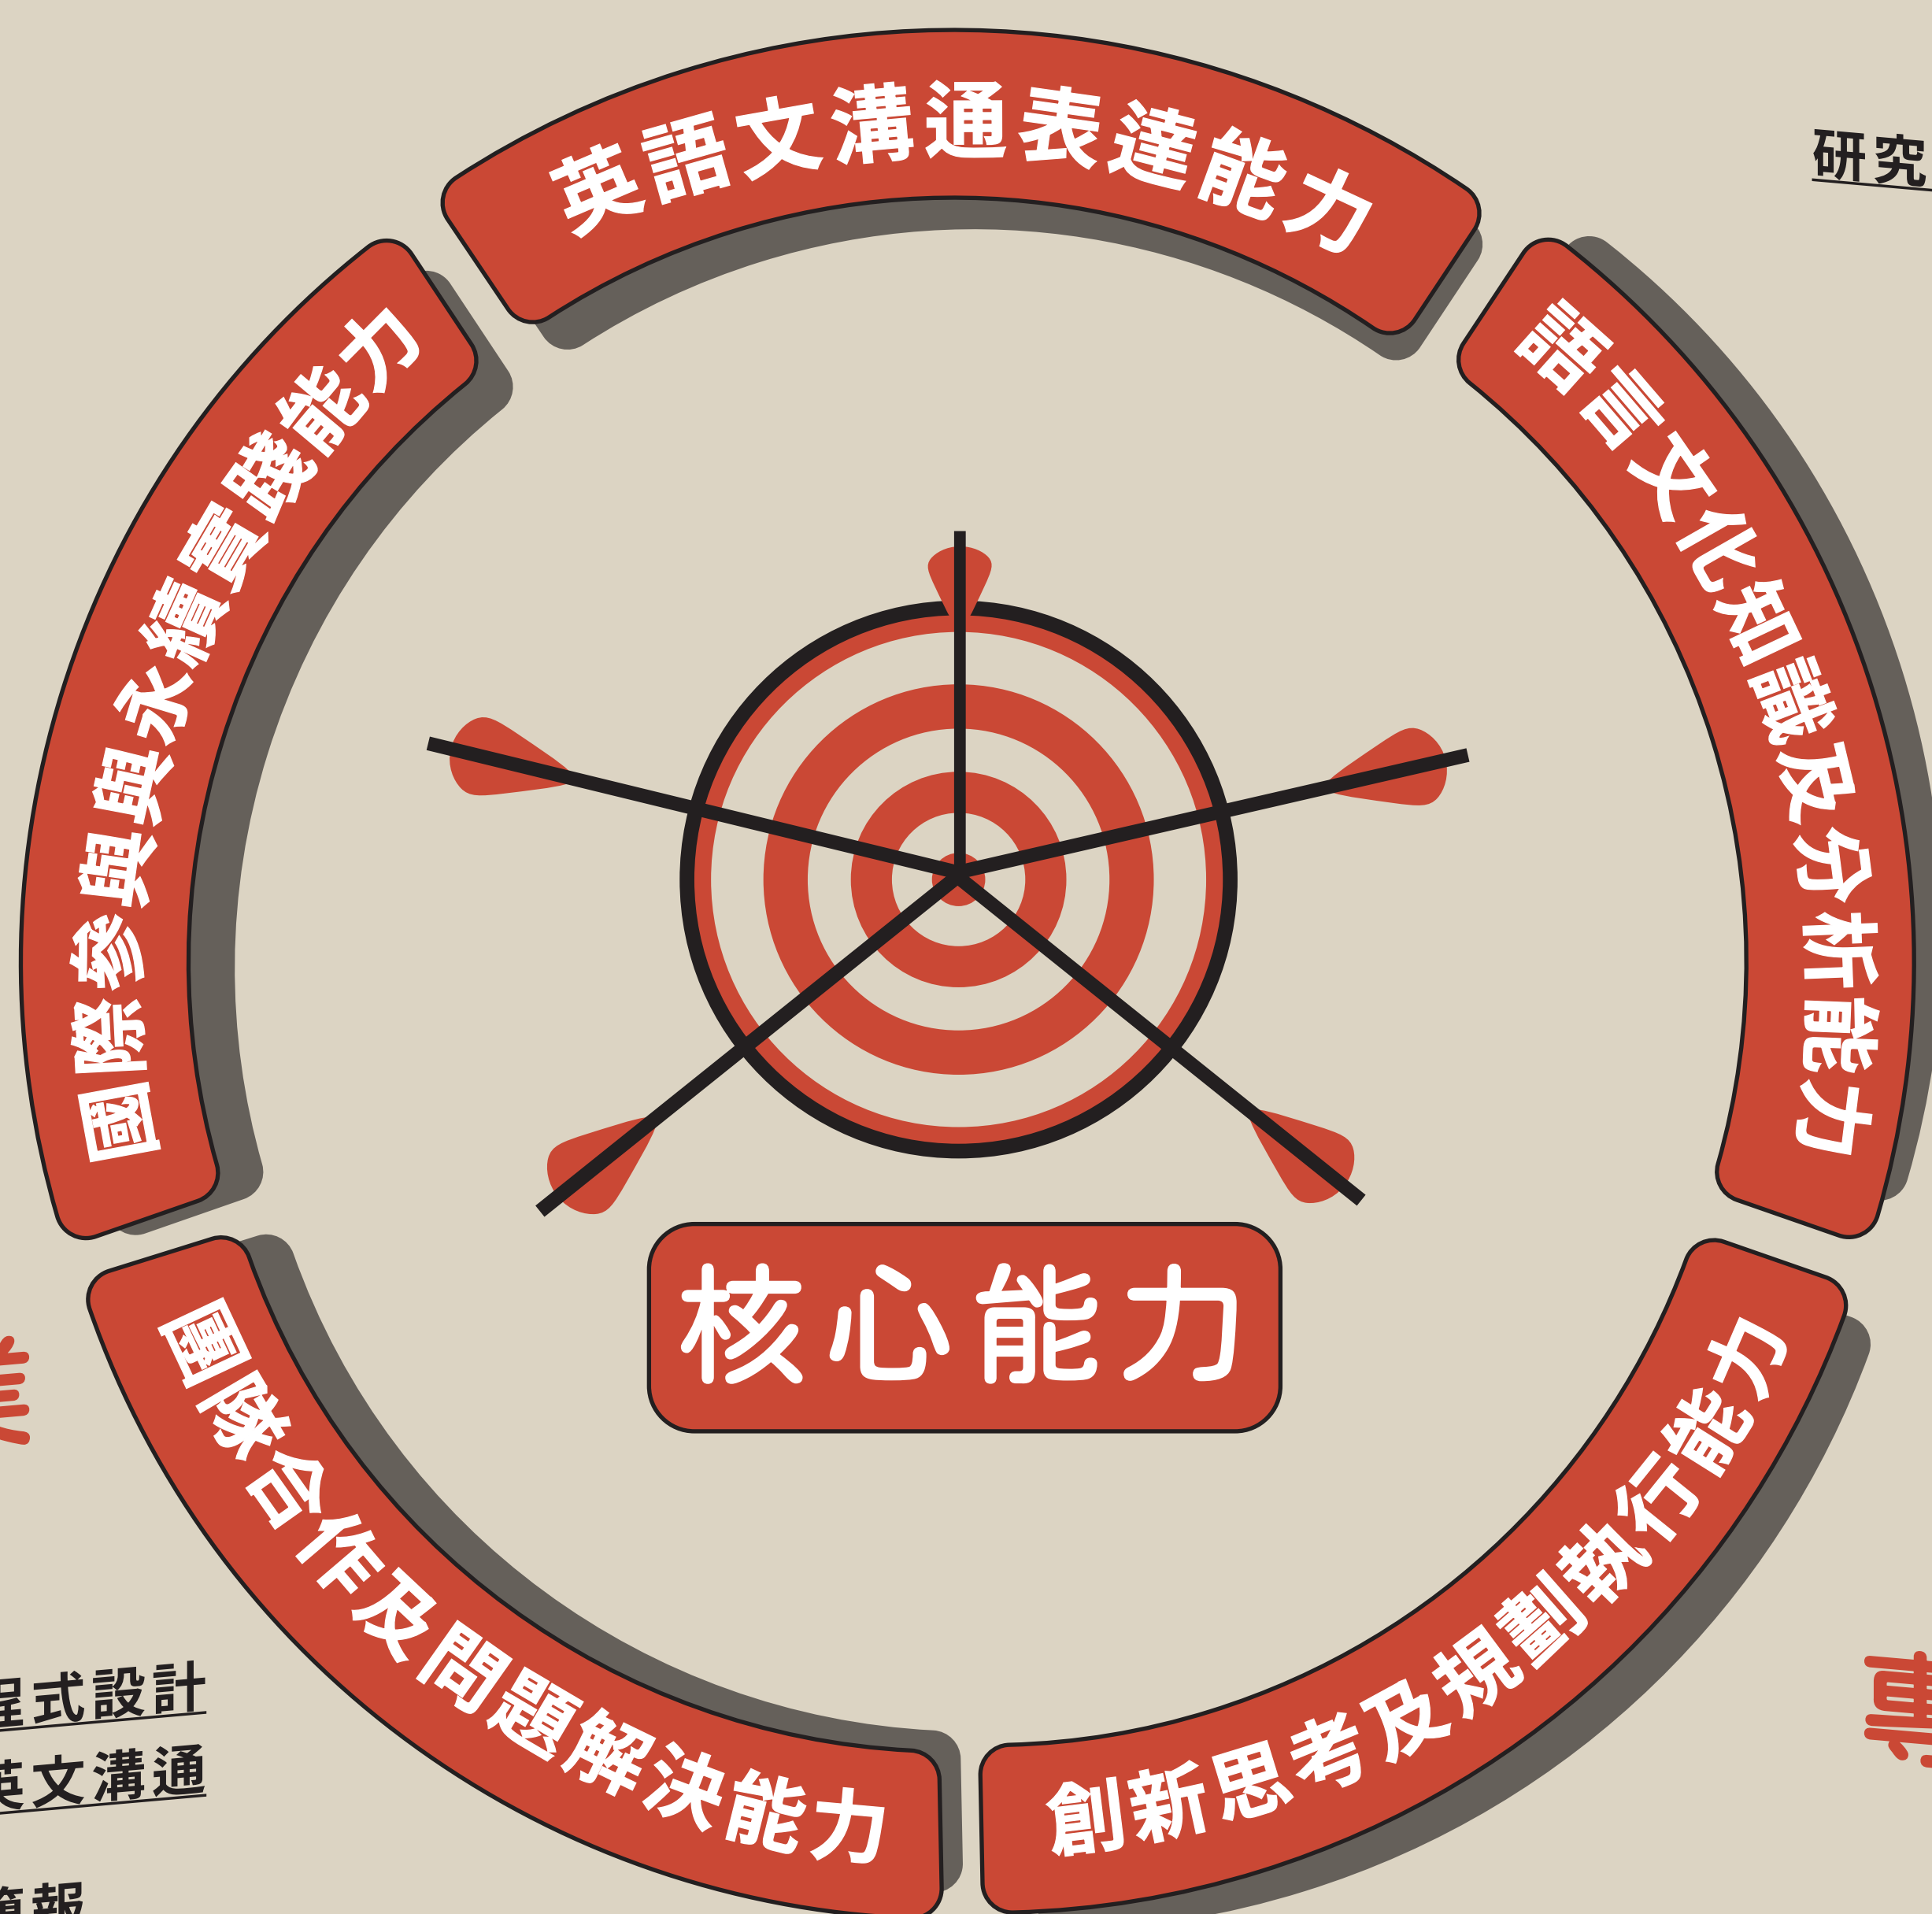 英語文溝通表達能力
語言文化知識及分析能力
國際多媒與永續實踐能力
核心能力
團隊合作及問題解決能力
創新思考及規劃執行能力
研習
程式設計
英文溝通